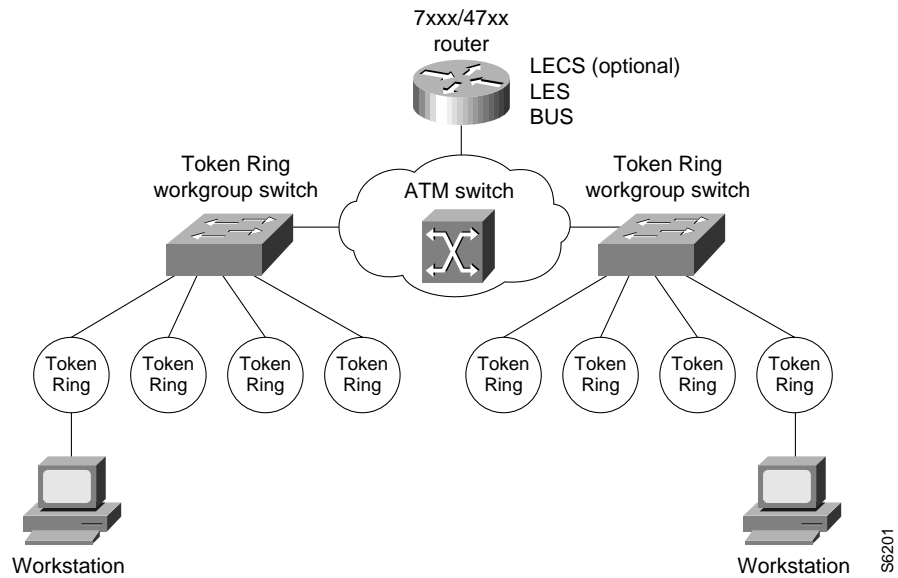 7xxx/47xx
router
LECS (optional)
LES
BUS
Token Ring
workgroup switch
ATM switch
Token Ring
workgroup switch
Token
Ring
Token
Ring
Token
Ring
Token
Ring
Token
Ring
Token
Ring
Token
Ring
Token
Ring
Workstation
Workstation
S6201